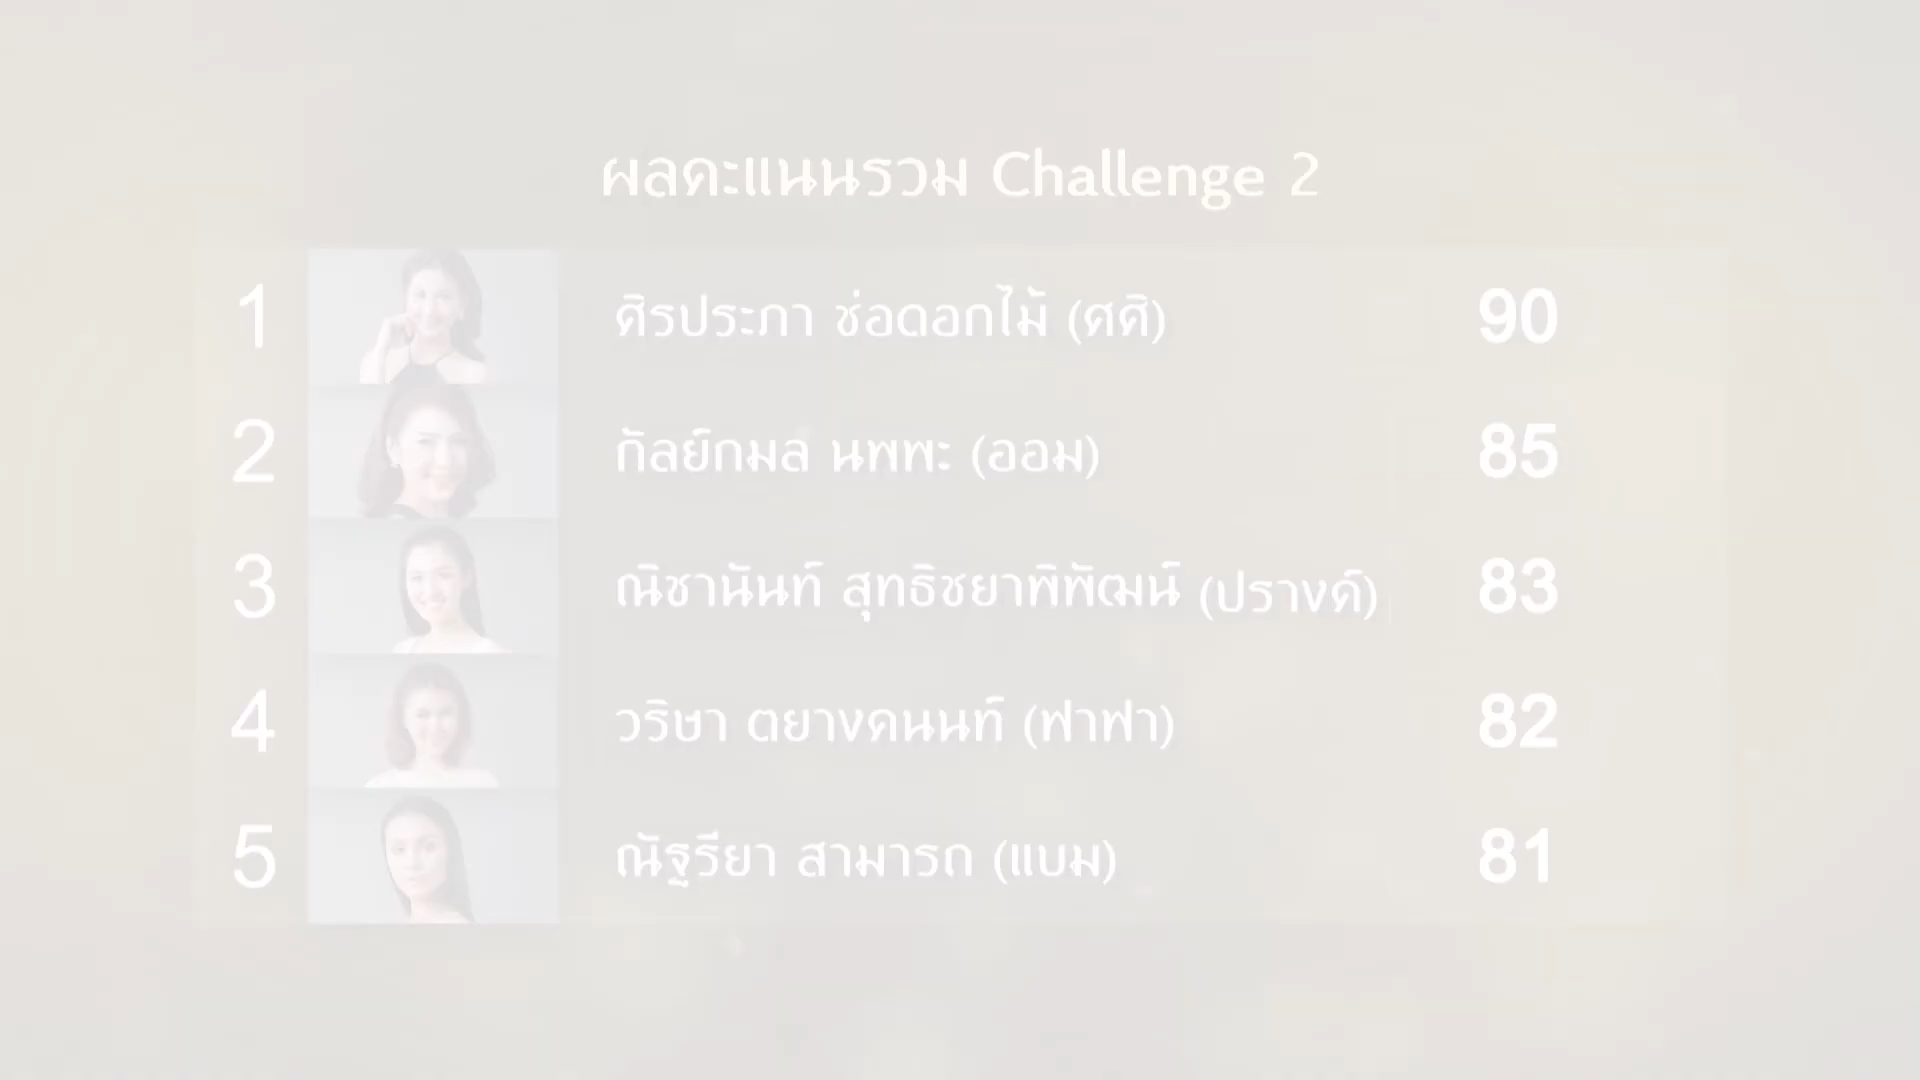 ผลคะแนนรวม Challenge 2
1 ศิรประภา ช่อดอกไม้ (ศศิ) 90
2 กัลย์กมล นพพะ (ออม) 85
3 ณิชานันท์ สุทธิชยาพิพัฒน์ (ปรางค์) 83
4 วริษา ตยางคนนท์ (ฟาฟา) 82
5 ณัฐรียา สามารถ (แบม) 81